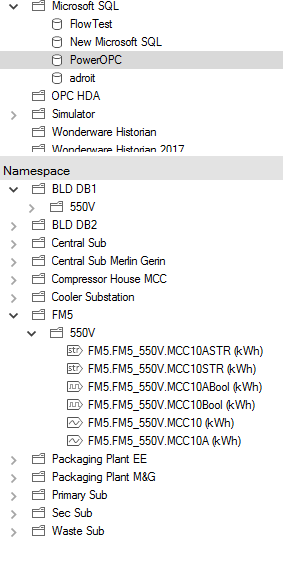 Microsoft SQL
FlowTest
New Microsoft SQL
PowerOPC
adroit
OPC HDA
Simulator
Wonderware Historian
Wonderware Historian 2017
Namespace
BLD DB1
550V
BLD DB2
Central Sub
Central Sub Merlin Gerin
Compressor House MCC
Cooler Substation
FM5
550V
str FM5.FM5_550V.MCC10ASTR (kWh)
str FM5.FM5_550V.MCC10STR (kWh)
FM5.FM5_550V.MCC10ABool (kWh)
FM5.FM5_550V.MCC10Bool (kWh)
FM5.FM5_550V.MCC10 (kWh)
FM5.FM5_550V.MCC10A (kWh)
Packaging Plant EE
Packaging Plant M&G
Primary Sub
Sec Sub
Waste Sub